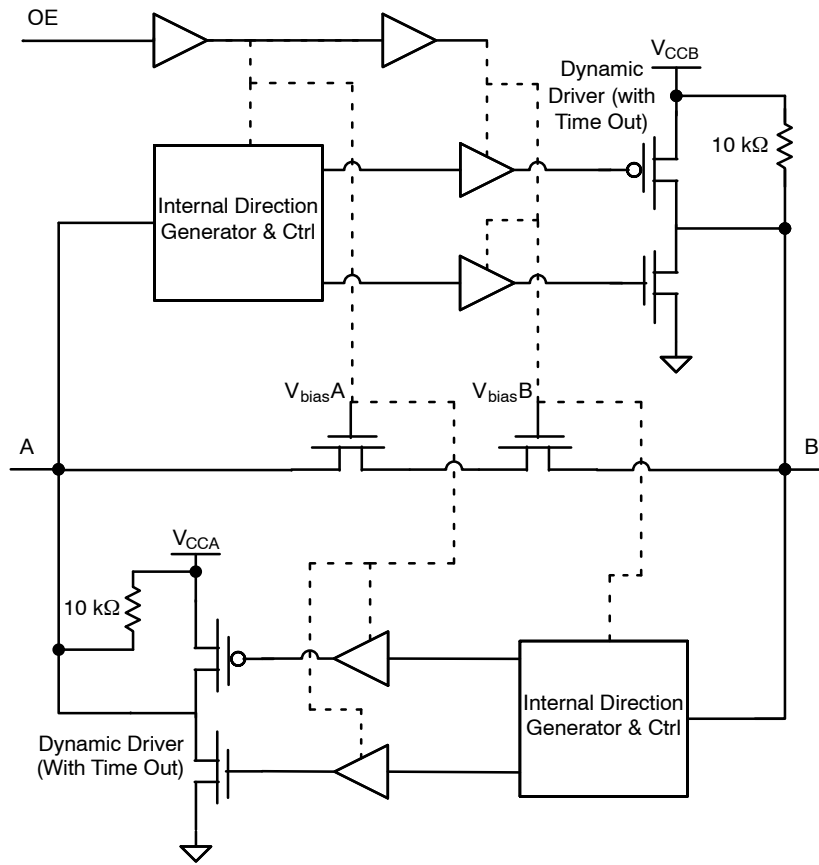 OE
Dynamic
Driver (with
Time Out)
VCCB
10 kΩ
Internal Direction
Generator & Ctrl
VbiasA
VbiasB
A
B
VCCA
10 kΩ
Internal Direction
Generator & Ctrl
Dynamic Driver
(With Time Out)